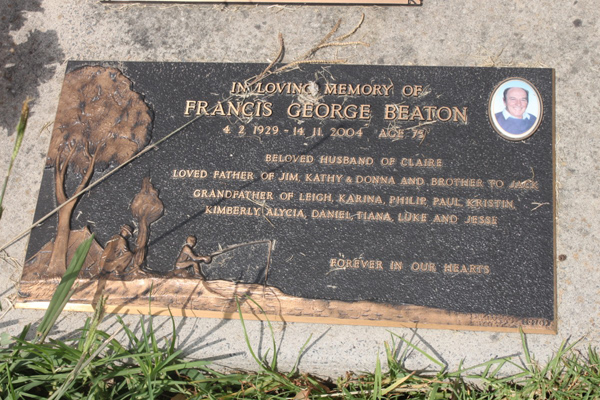 IN LOVING MEMORY OF
FRANCIS GEORGE BEATON
4. 2. 1929 - 14. 11. 2004 AGE 75
BELOVED HUSBAND OF CLAIRE
LOVED FATHER OF JIM, KATHY & DONNA AND BROTHER TO JACK
GRANDFATHER OF LEIGH, KARINA, PHILIP, PAUL, KRISTIN,
KIMBERLY, ALYCIA, DANIEL, TIANA, LUKE AND JESSE
FOREVER IN OUR HEARTS